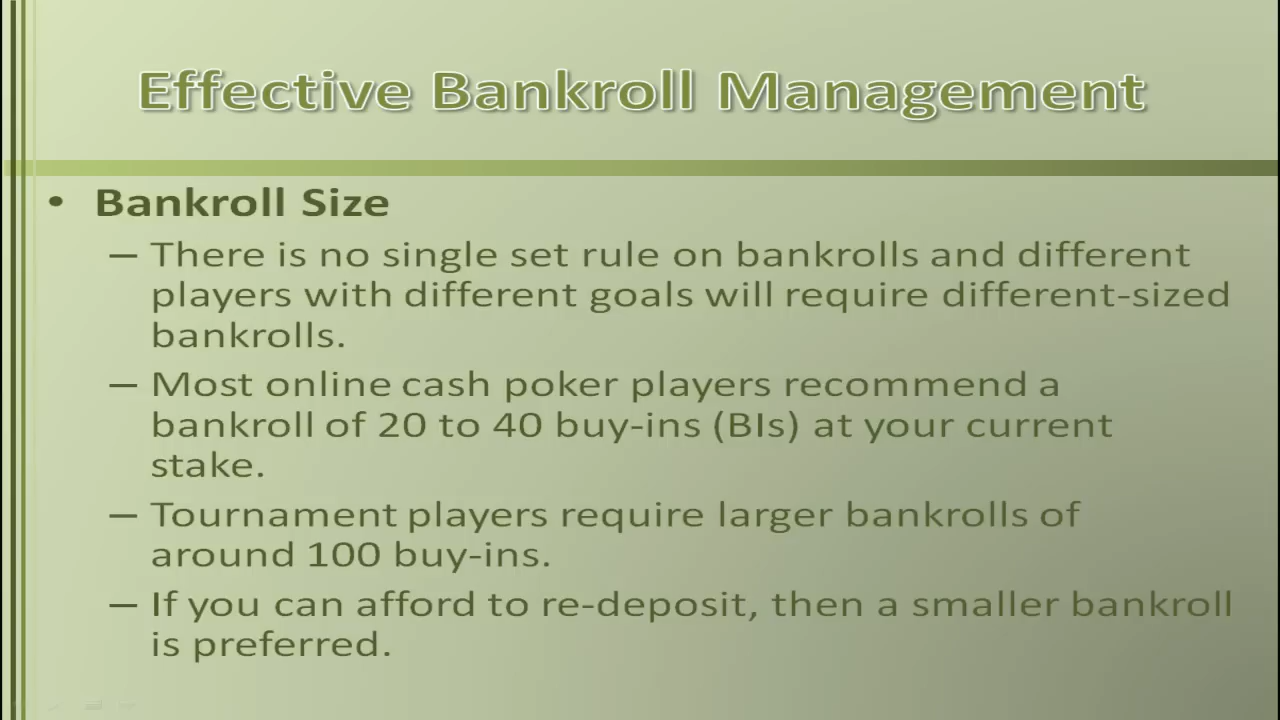 Effective Bankroll Management
• Bankroll Size
– There is no single set rule on bankrolls and different
players with different goals will require different-sized
bankrolls.
– Most online cash poker players recommend a
bankroll of 20 to 40 buy-ins (BIs) at your current
stake.
– Tournament players require larger bankrolls of
around 100 buy-ins.
– If you can afford to re-deposit, then a smaller bankroll
is preferred.